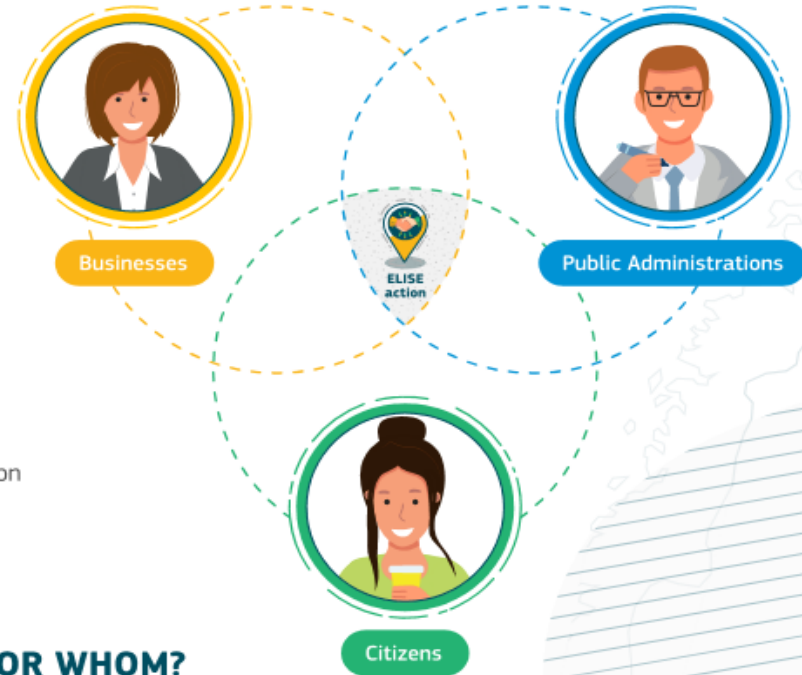 Businesses
Public Administrations
ELISE
action
on
Citizens
OR WHOM?